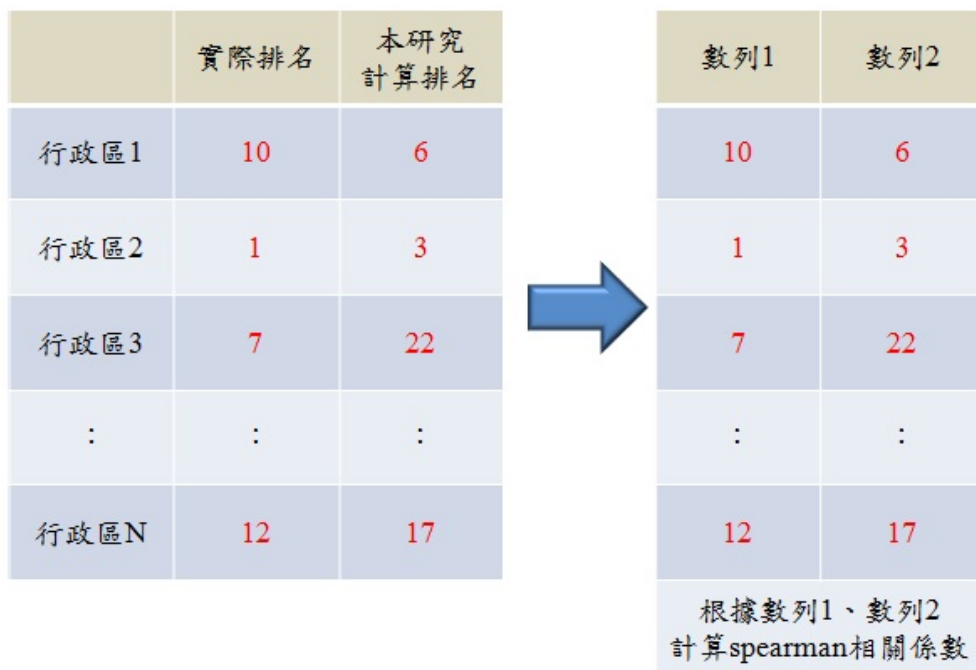 實際排名 本研究
計算排名
行政區1 10 6
行政區2 1 3
行政區3 7 22
: : :
行政區N 12 17
數列1 數列2
10 6
1 3
7 22
: :
12 17
根據數列1、數列2
計算spearman相關係數